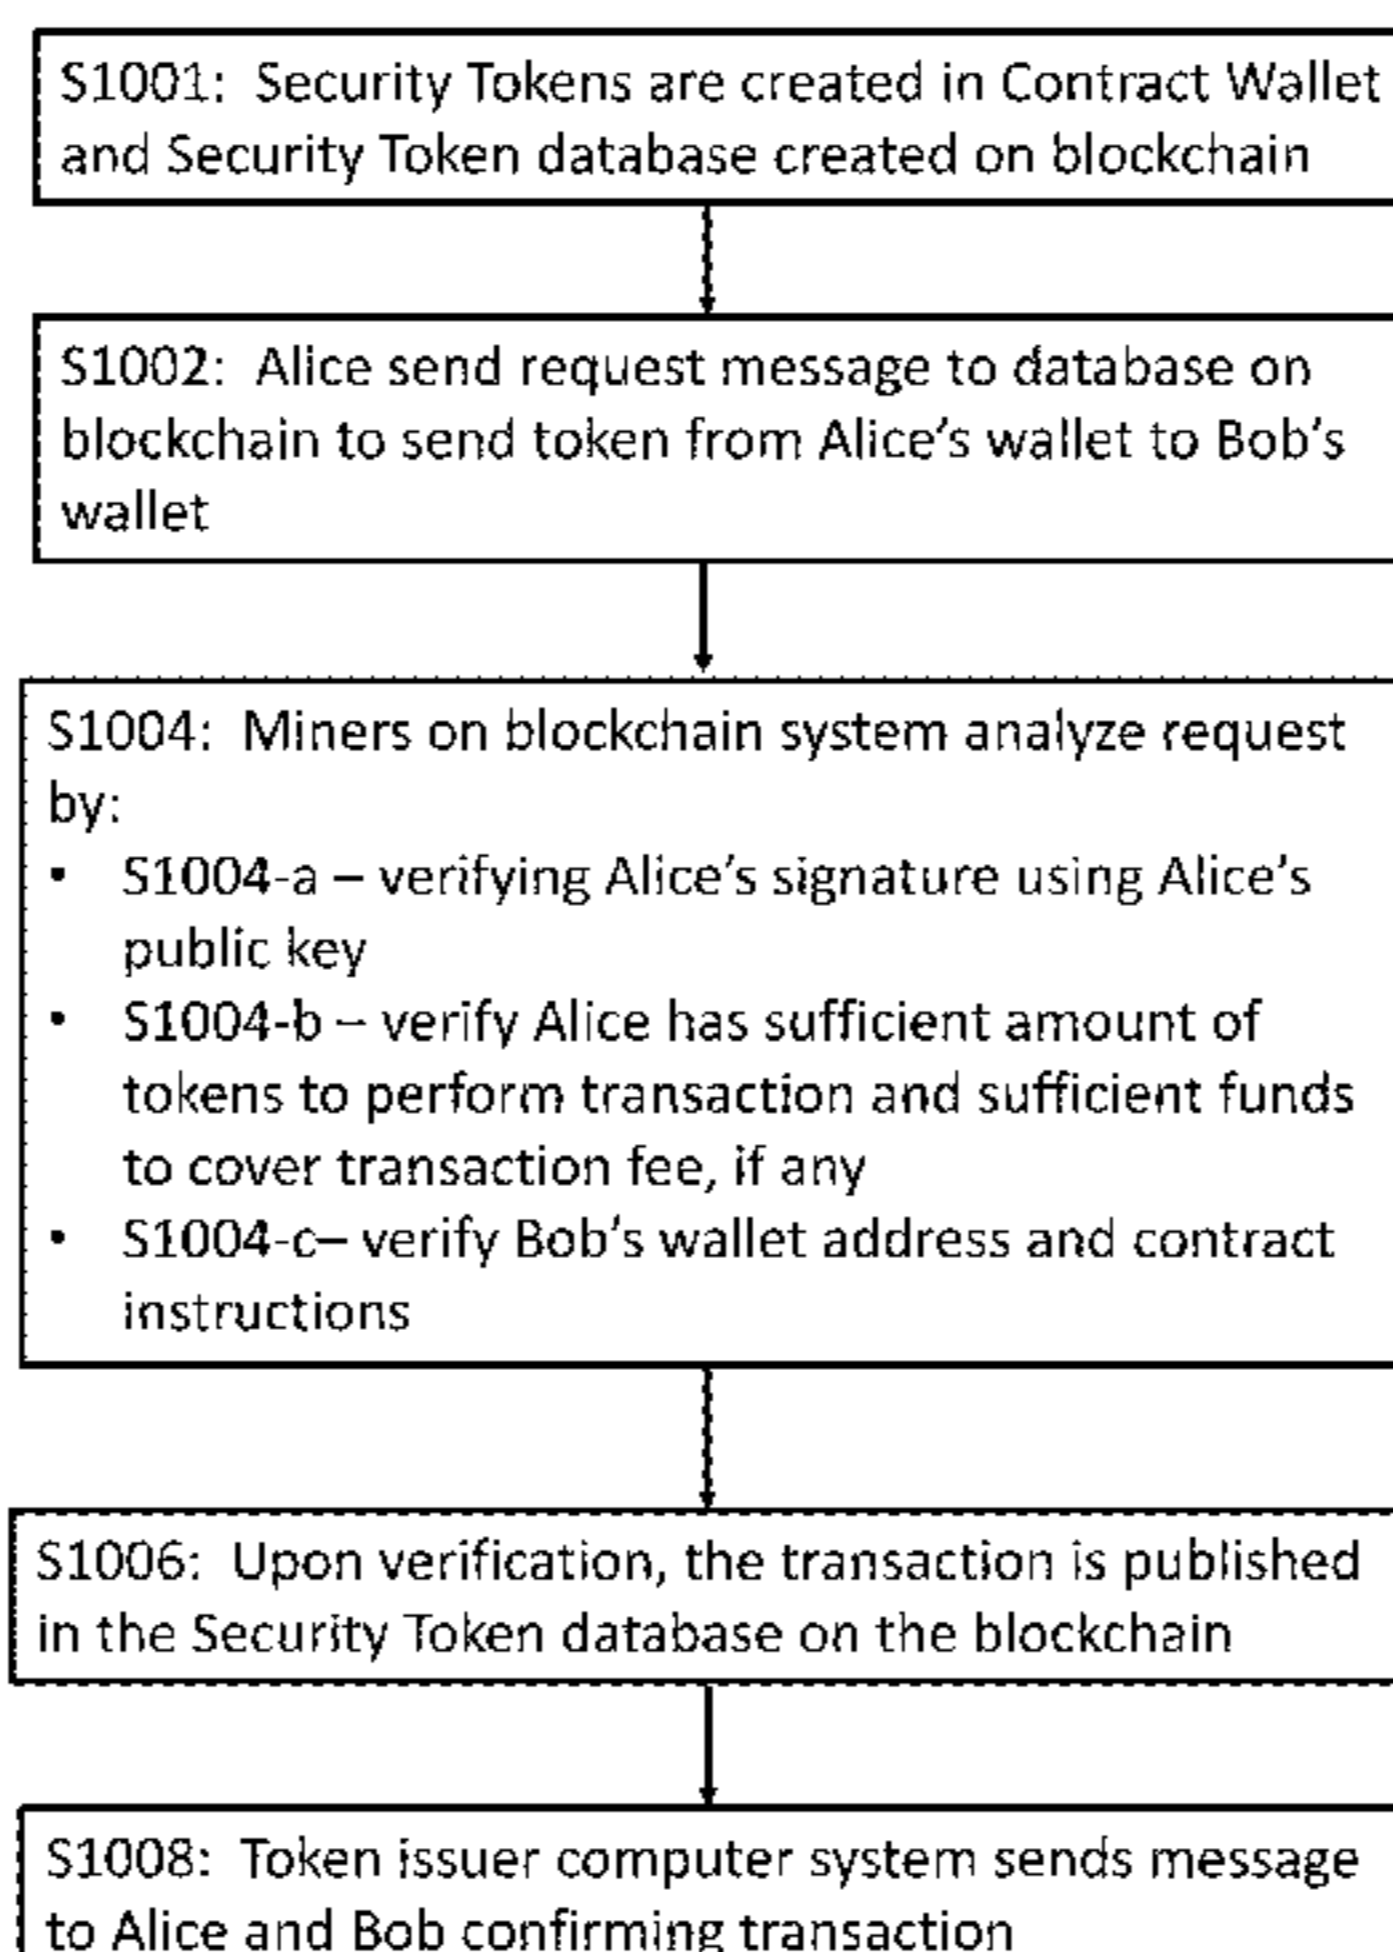 S1001: Security Tokens are created in Contract Wallet
and Security Token database created on blockchain
S1002: Alice send request message to database on
blockchain to send token from Alice's wallet to Bob's
wallet
S1004: Miners on blockchain system analyze request
by:
• S1004-a – verifying Alice's signature using Alice's
public key
• S1004-b – verify Alice has sufficient amount of
tokens to perform transaction and sufficient funds
to cover transaction fee, if any
• S1004-c– verify Bob's wallet address and contract
instructions
S1006: Upon verification, the transaction is published
in the Security Token database on the blockchain
S1008: Token issuer computer system sends message
to Alice and Bob confirming transaction